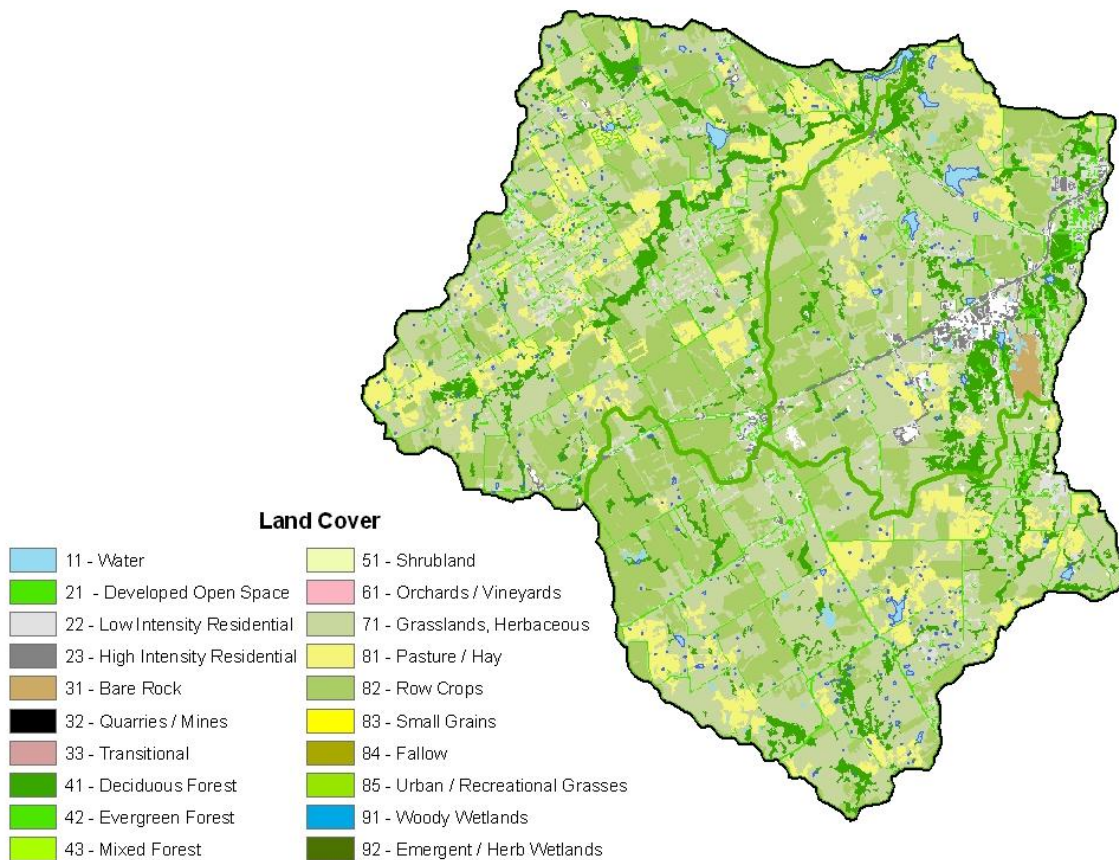 Land Cover
11 - Water
21 - Developed Open Space
22 - Low Intensity Residential
23 - High Intensity Residential
31 - Bare Rock
32 - Quarries / Mines
33 - Transitional
41 - Deciduous Forest
42 - Evergreen Forest
43 - Mixed Forest
51 - Shrubland
61 - Orchards / Vineyards
71 - Grasslands, Herbaceous
81 - Pasture / Hay
82 - Row Crops
83 - Small Grains
84 - Fallow
85 - Urban / Recreational Grasses
91 - Woody Wetlands
92 - Emergent / Herb Wetlands